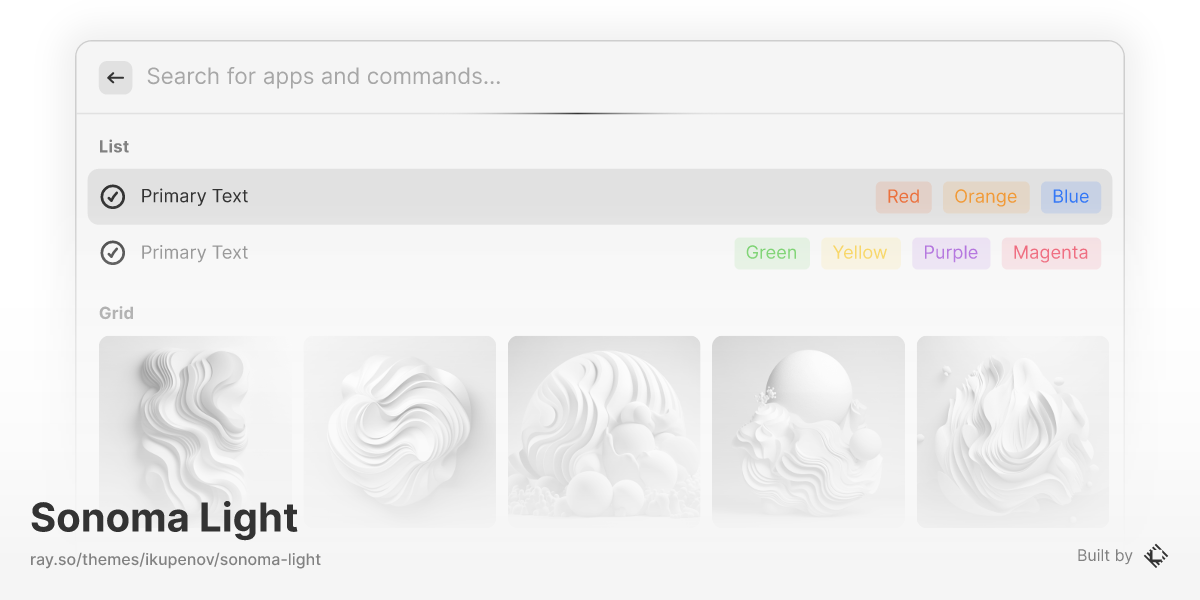 Search for apps and commands...
List
Primary Text Red Orange Blue
Primary Text Green Yellow Purple Magenta
Grid
Sonoma Light
ray.so/themes/ikupenov/sonoma-light
Built by